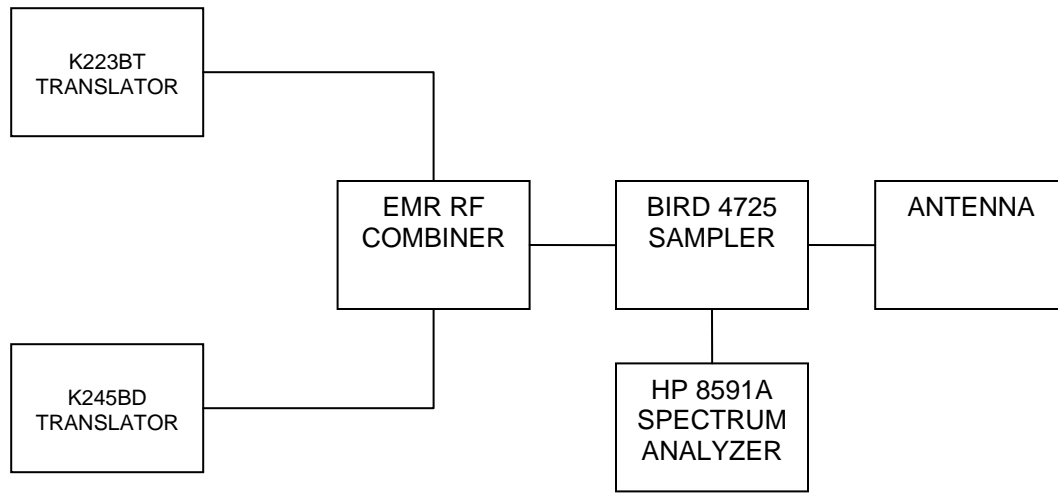 K223BT
TRANSLATOR
EMR RF
COMBINER
BIRD 4725
SAMPLER
ANTENNA
K245BD
TRANSLATOR
HP 8591A
SPECTRUM
ANALYZER